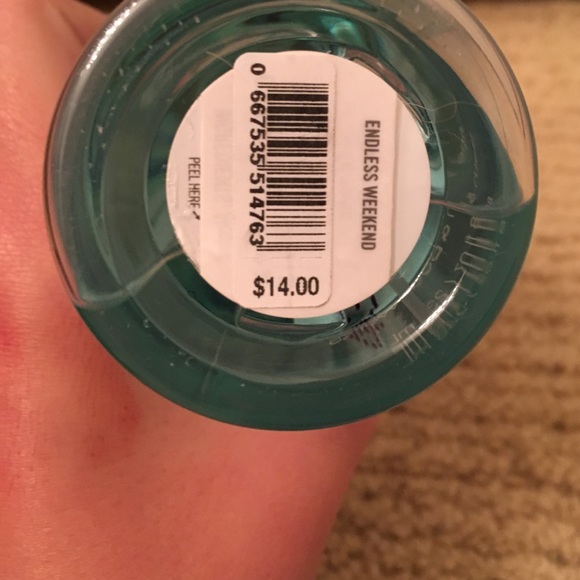 0 667535 514763
ENDLESS WEEKEND
PEEL HERE
$14.00